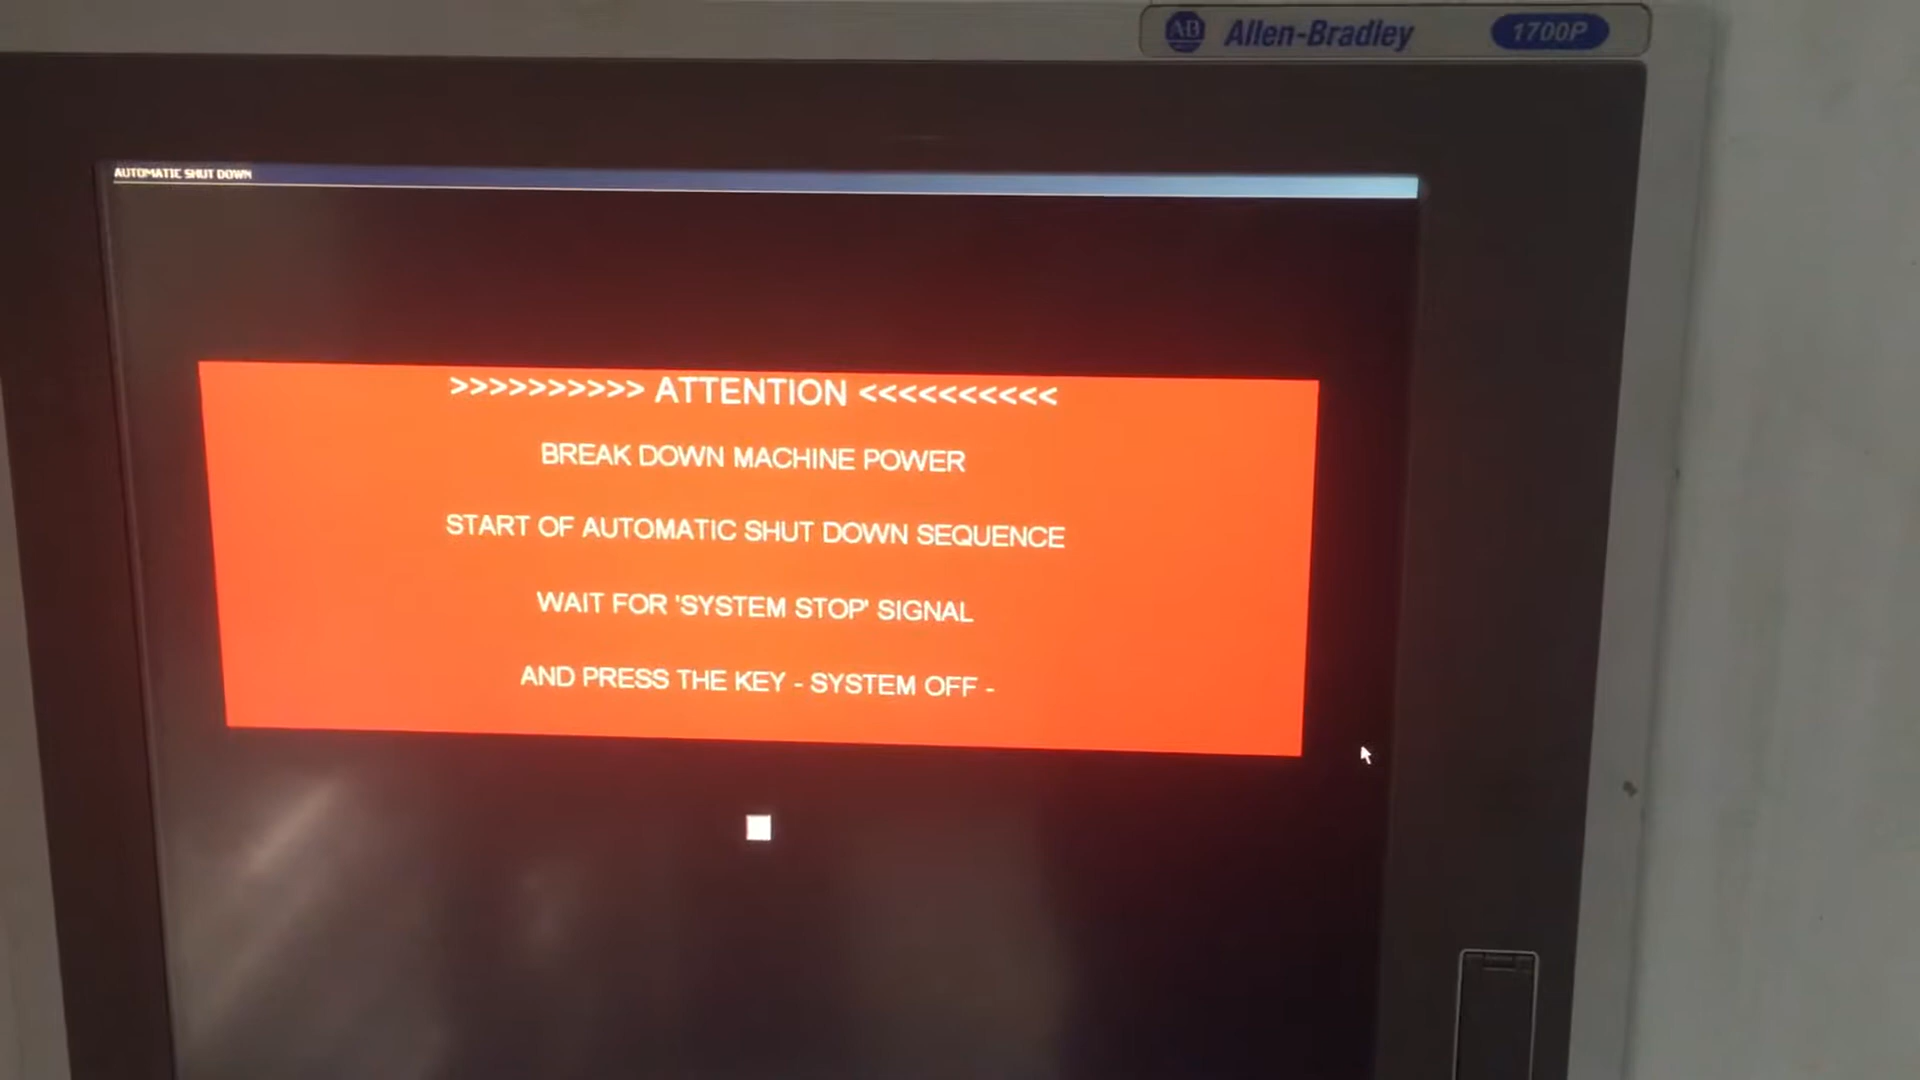 AB Allen-Bradley 1700P
AUTOMATIC SHUT DOWN
>>>>>>>>>> ATTENTION <<<<<<<<<<
BREAK DOWN MACHINE POWER
START OF AUTOMATIC SHUT DOWN SEQUENCE
WAIT FOR 'SYSTEM STOP' SIGNAL
AND PRESS THE KEY - SYSTEM OFF -